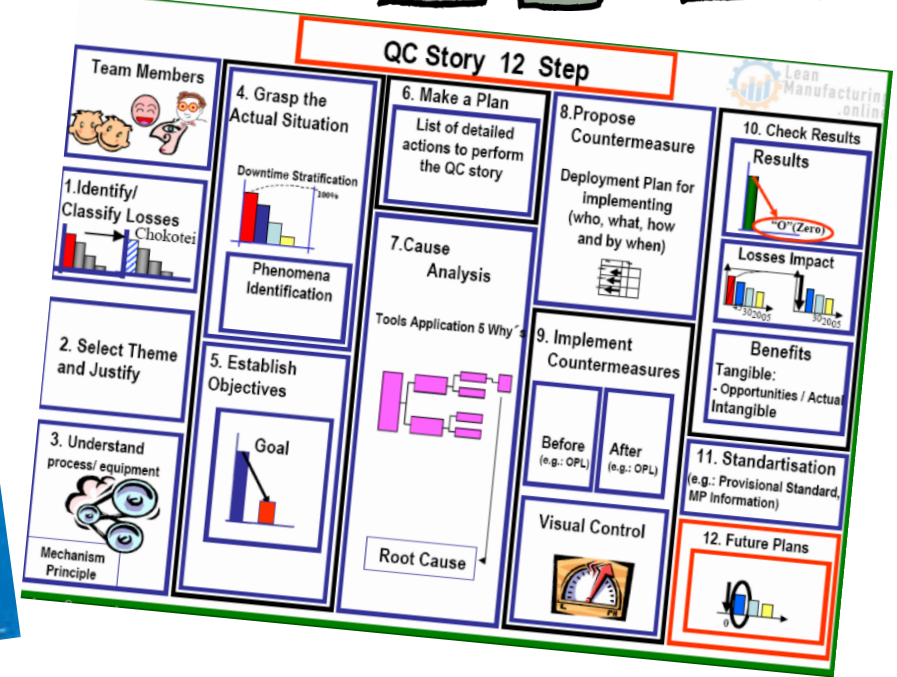 QC Story 12 Step
Lean
Manufacturing
.online
Team Members
1.Identify/
Classify Losses
Chokotei
2. Select Theme
and Justify
3. Understand
process/ equipment
Mechanism
Principle
4. Grasp the
Actual Situation
Downtime Stratification
100%
Phenomena
Identification
5. Establish
Objectives
Goal
6. Make a Plan
List of detailed
actions to perform
the QC story
7.Cause
Analysis
Tools Application 5 Why´s
Root Cause
8.Propose
Countermeasure
Deployment Plan for
implementing
(who, what, how
and by when)
9. Implement
Countermeasures
Before
(e.g.: OPL)
After
(e.g.: OPL)
Visual Control
10. Check Results
Results
“O”(Zero)
Losses Impact
302005
Benefits
Tangible:
- Opportunities / Actual
Intangible
11. Standartisation
(e.g.: Provisional Standard,
MP Information)
12. Future Plans
0